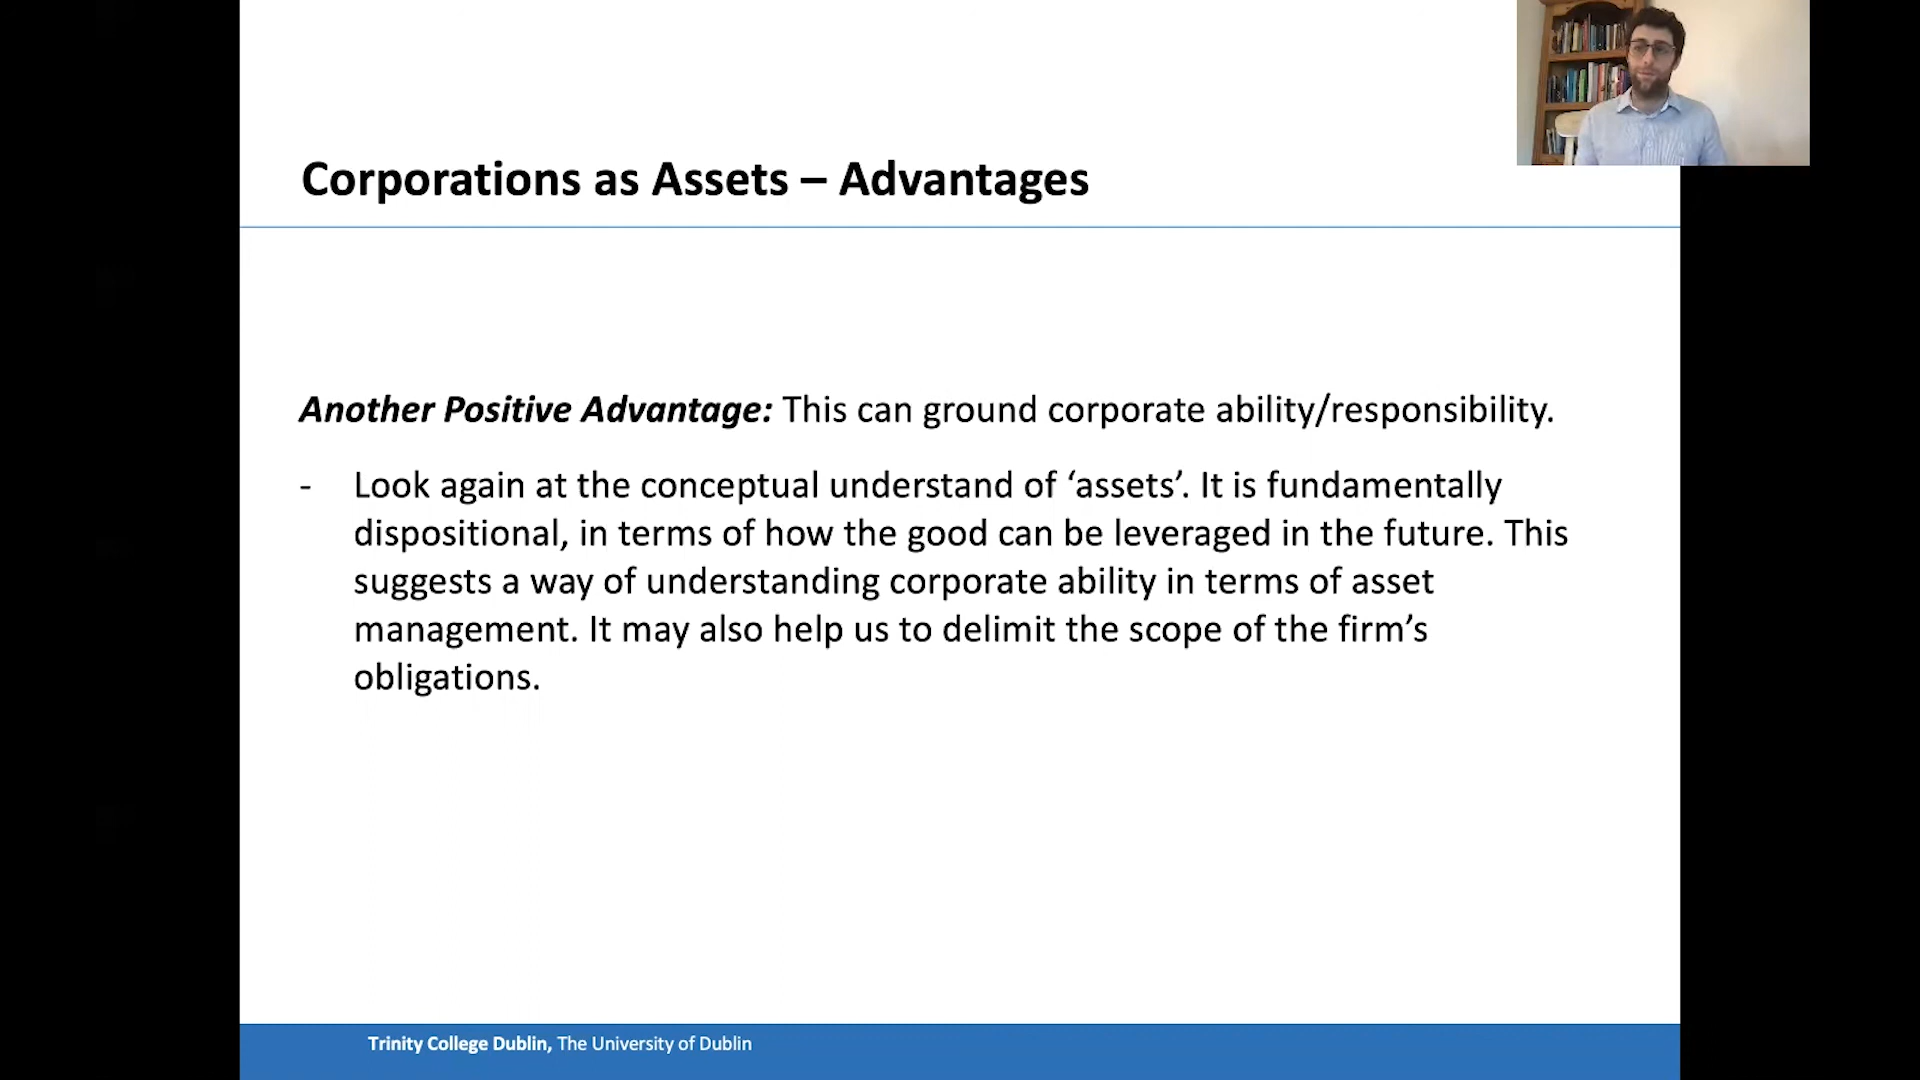 Corporations as Assets – Advantages
Another Positive Advantage: This can ground corporate ability/responsibility.
- Look again at the conceptual understand of ‘assets’. It is fundamentally
dispositional, in terms of how the good can be leveraged in the future. This
suggests a way of understanding corporate ability in terms of asset
management. It may also help us to delimit the scope of the firm’s
obligations.
Trinity College Dublin, The University of Dublin